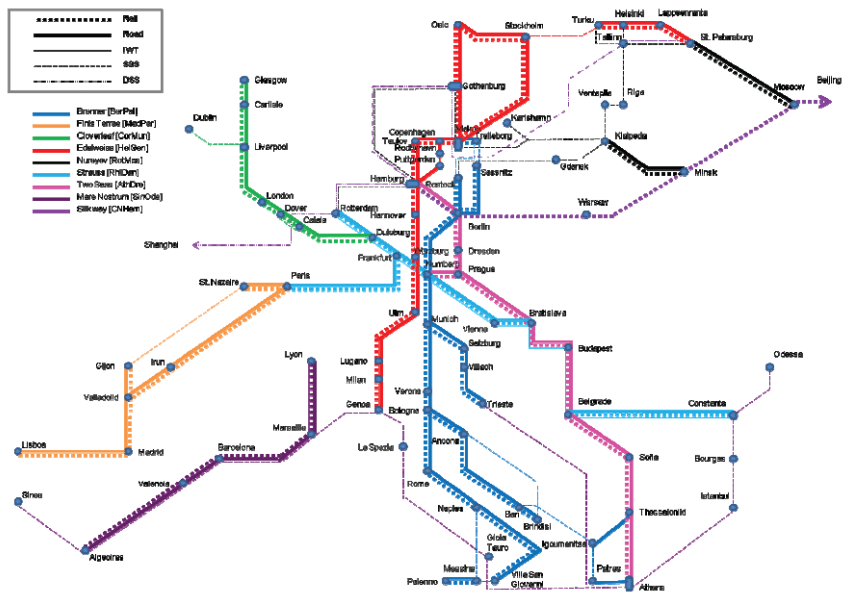 Rail
Road
IWT
SSS
DSS
Brenner [BerPal]
Finis Terrae [MadPar]
Cloverleaf [CorMun]
Edelweiss [HelGen]
Nureyev [RotMos]
Strauss [RhiDan]
Two Seas [AthDre]
Mare Nostrum [SinOde]
Silkway [CNHam]
Oslo
Stockholm
Turku
Helsinki
Lappeenranta
Tallinn
St. Petersburg
Glasgow
Gothenburg
Moscow
Beijing
Carlisle
Ventspils
Riga
Dublin
Karlshamp
Copenhagen
Trelleborg
Klaipeda
Liverpool
Gdansk
Sassnitz
Minsk
Hamburg
Rostock
London
Dover
Rotterdam
Hannover
Warsaw
Calais
Berlin
Duisburg
Shanghai
Frankfurt
Dresden
Nurnberg
Prague
St. Nazaire
Paris
Ulm
Munich
Vienna
Bratislava
Salzburg
Budapest
Gijon
Irun
Lyon
Lugano
Villach
Odessa
Milan
Valladolid
Verona
Trieste
Genoa
Bologna
Belgrade
Constanta
Marseille
Ancona
Lisboa
Madrid
Barcelona
La Spezia
Sofia
Bourgas
Rome
Valencia
Sines
Naples
Bari
Brindisi
Thessaloniki
Istanbul
Gioia
Tauro
Igoumenitsa
Algeciras
Messina
Patras
Palermo
Villa San
Giovanni
Athens